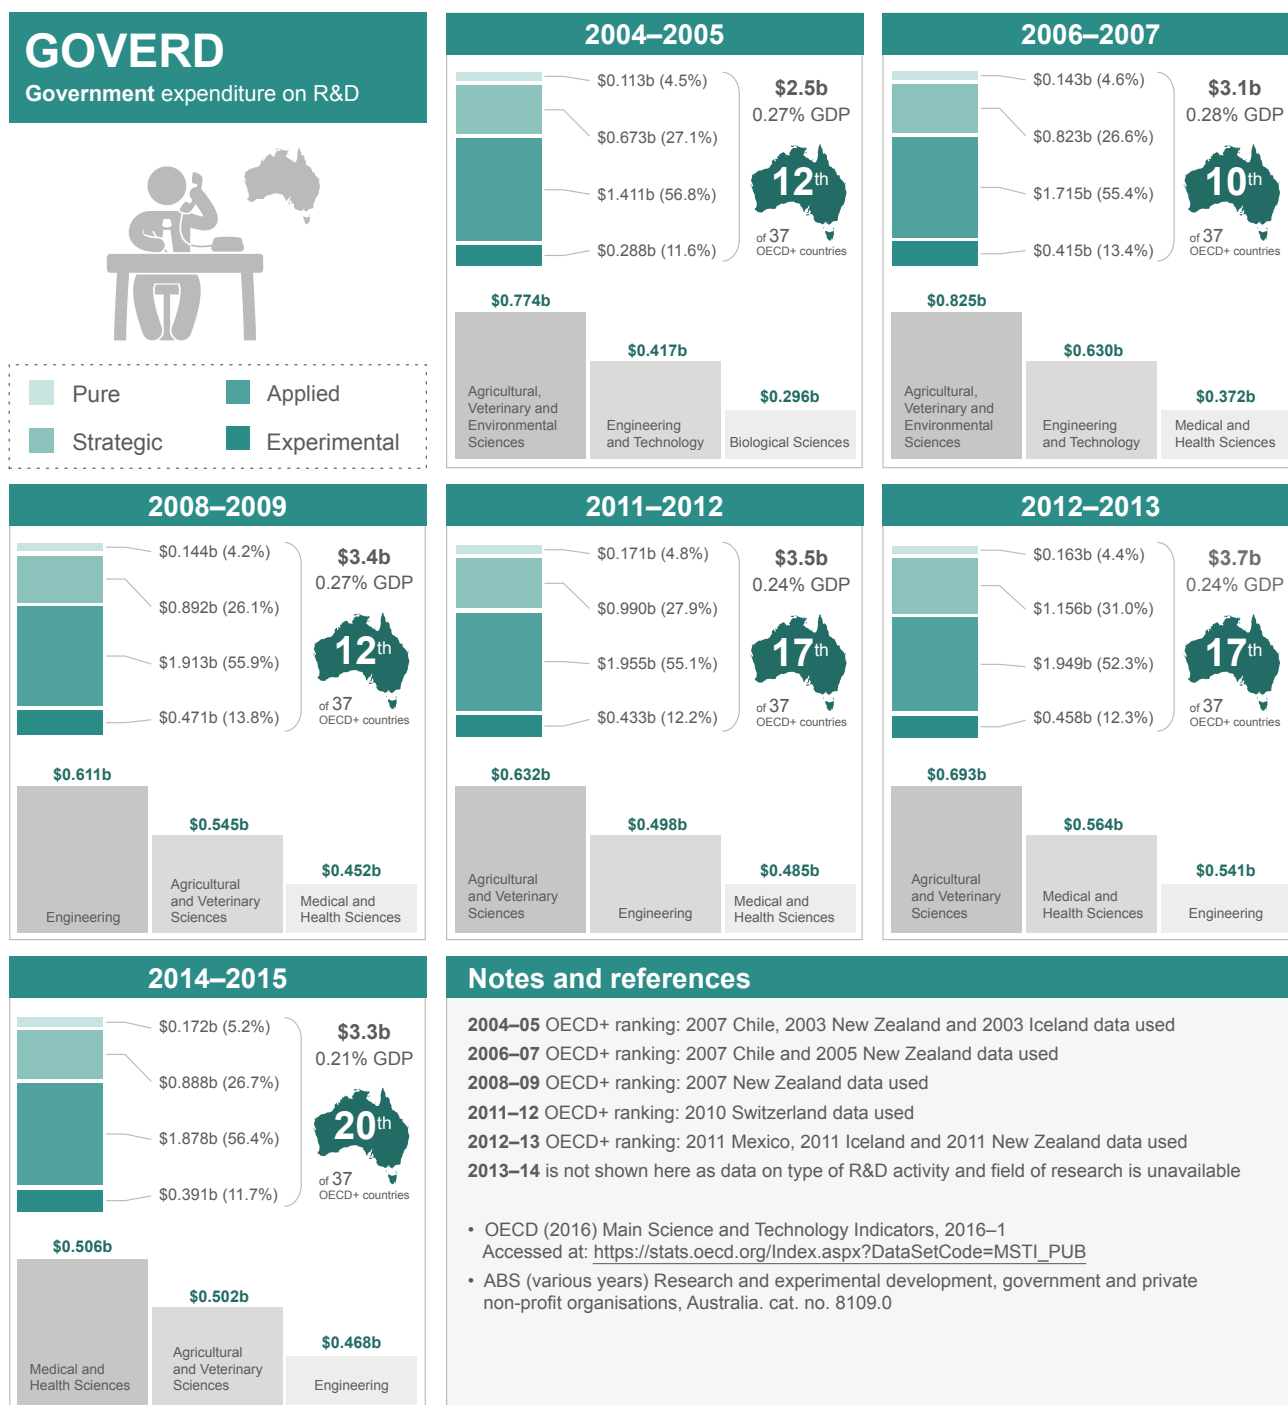 GOVERD
Government expenditure on R&D
Pure
Applied
Strategic
Experimental
2004–2005
$0.113b (4.5%)
$0.673b (27.1%)
$1.411b (56.8%)
$0.288b (11.6%)
$2.5b
0.27% GDP
12th
of 37
OECD+ countries
$0.774b
Agricultural,
Veterinary and
Environmental
Sciences
$0.417b
Engineering
and Technology
$0.296b
Biological Sciences
2006–2007
$0.143b (4.6%)
$0.823b (26.6%)
$1.715b (55.4%)
$0.415b (13.4%)
$3.1b
0.28% GDP
10th
of 37
OECD+ countries
$0.825b
Agricultural,
Veterinary and
Environmental
Sciences
$0.630b
Engineering
and Technology
$0.372b
Medical and
Health Sciences
2008–2009
$0.144b (4.2%)
$0.892b (26.1%)
$1.913b (55.9%)
$0.471b (13.8%)
$3.4b
0.27% GDP
12th
of 37
OECD+ countries
$0.611b
Engineering
$0.545b
Agricultural
and Veterinary
Sciences
$0.452b
Medical and
Health Sciences
2011–2012
$0.171b (4.8%)
$0.990b (27.9%)
$1.955b (55.1%)
$0.433b (12.2%)
$3.5b
0.24% GDP
17th
of 37
OECD+ countries
$0.632b
Agricultural
and Veterinary
Sciences
$0.498b
Engineering
$0.485b
Medical and
Health Sciences
2012–2013
$0.163b (4.4%)
$1.156b (31.0%)
$1.949b (52.3%)
$0.458b (12.3%)
$3.7b
0.24% GDP
17th
of 37
OECD+ countries
$0.693b
Agricultural
and Veterinary
Sciences
$0.564b
Medical and
Health Sciences
$0.541b
Engineering
2014–2015
$0.172b (5.2%)
$0.888b (26.7%)
$1.878b (56.4%)
$0.391b (11.7%)
$3.3b
0.21% GDP
20th
of 37
OECD+ countries
$0.506b
Medical and
Health Sciences
$0.502b
Agricultural
and Veterinary
Sciences
$0.468b
Engineering
Notes and references
2004–05 OECD+ ranking: 2007 Chile, 2003 New Zealand and 2003 Iceland data used
2006–07 OECD+ ranking: 2007 Chile and 2005 New Zealand data used
2008–09 OECD+ ranking: 2007 New Zealand data used
2011–12 OECD+ ranking: 2010 Switzerland data used
2012–13 OECD+ ranking: 2011 Mexico, 2011 Iceland and 2011 New Zealand data used
2013–14 is not shown here as data on type of R&D activity and field of research is unavailable
• OECD (2016) Main Science and Technology Indicators, 2016–1
Accessed at: https://stats.oecd.org/Index.aspx?DataSetCode=MSTI_PUB
• ABS (various years) Research and experimental development, government and private
non-profit organisations, Australia. cat. no. 8109.0